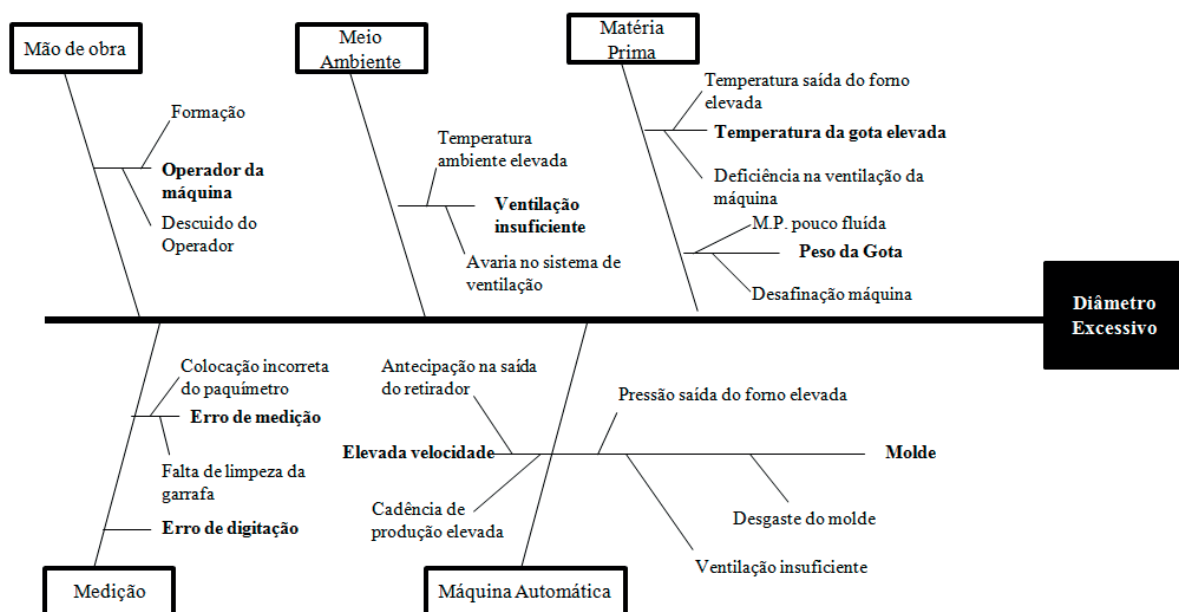 Mão de obra
Meio
Ambiente
Matéria
Prima
Formação
Operador da
máquina
Descuido do
Operador
Temperatura
ambiente elevada
Ventilação
insuficiente
Avaria no sistema de
ventilação
Temperatura saída do forno
elevada
Temperatura da gota elevada
Deficiência na ventilação da
máquina
M.P. pouco fluída
Peso da Gota
Desafinação máquina
Diâmetro
Excessivo
Colocação incorreta
do paquímetro
Erro de medição
Falta de limpeza da
garrafa
Erro de digitação
Medição
Antecipação na saída
do retirador
Elevada velocidade
Cadência de
produção elevada
Pressão saída do forno elevada
Molde
Desgaste do molde
Ventilação insuficiente
Máquina Automática